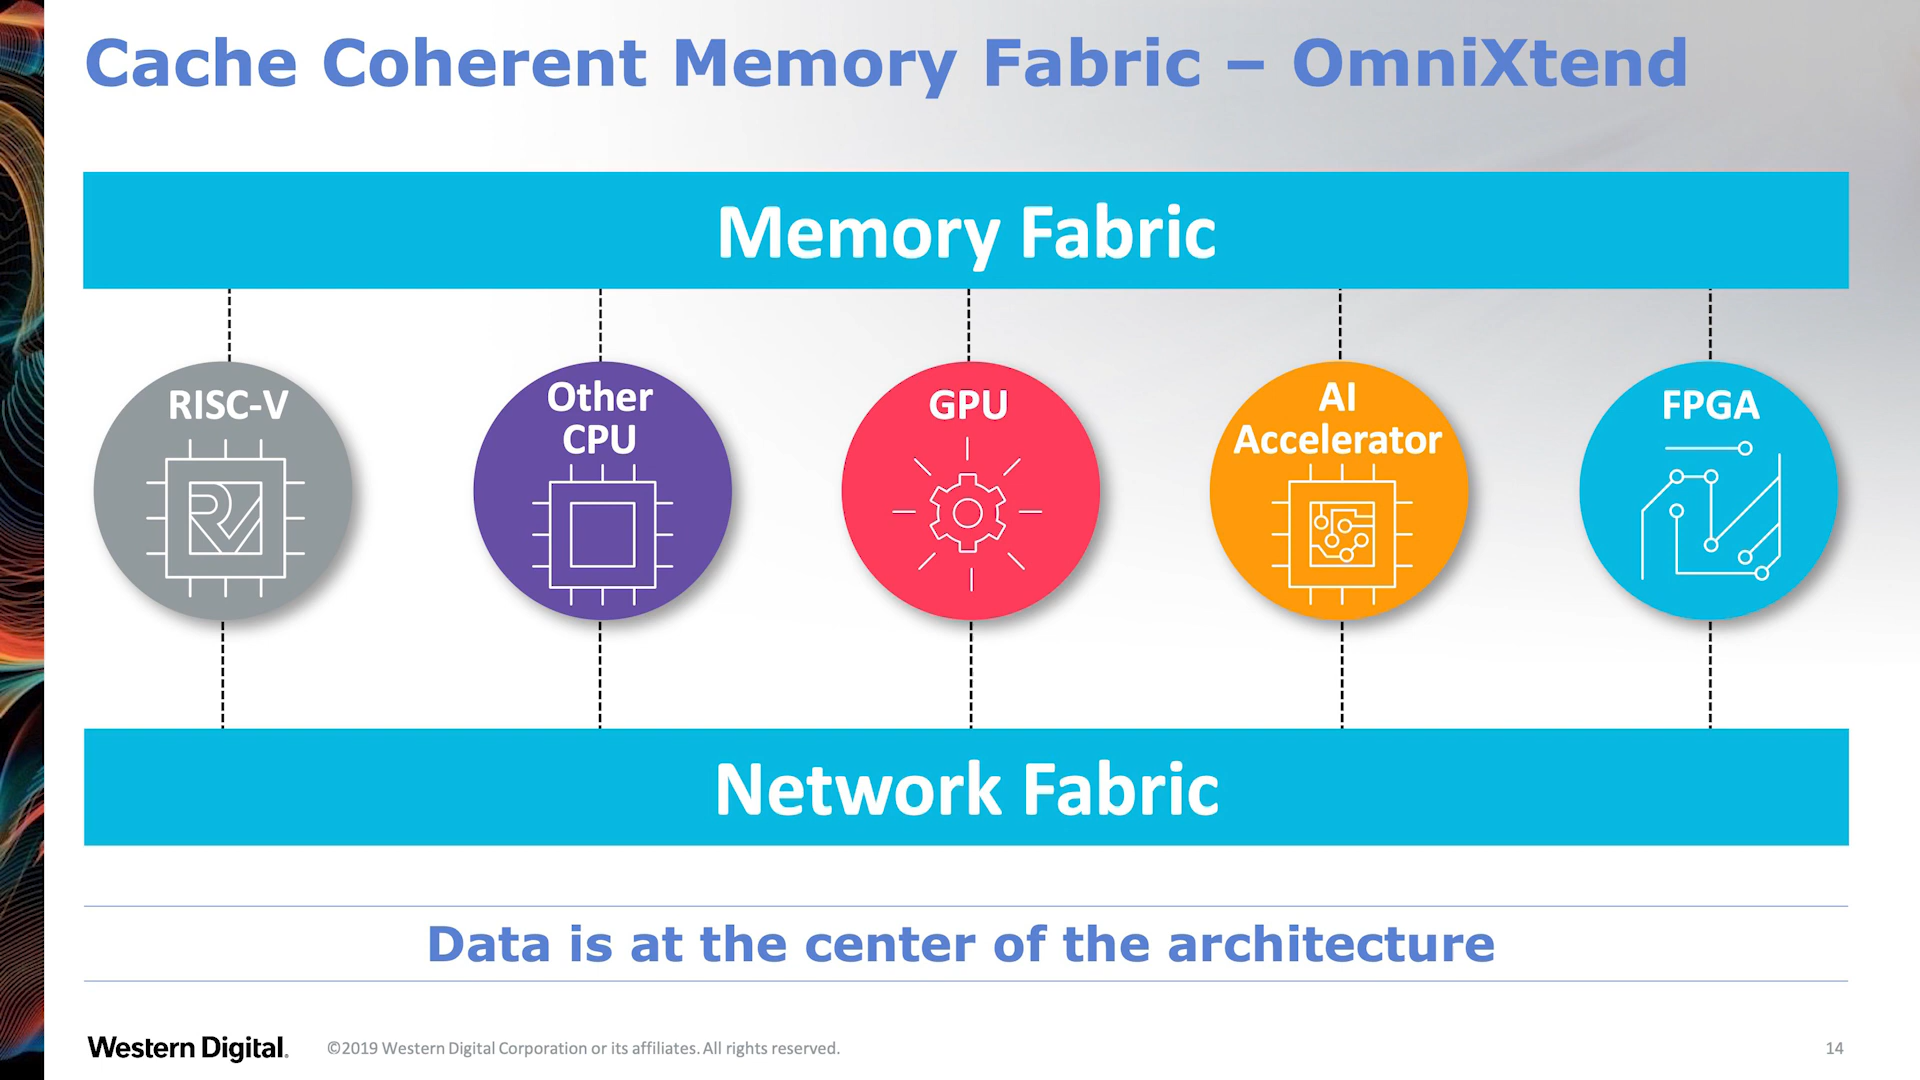 Cache Coherent Memory Fabric – OmniXtend
Memory Fabric
RISC-V
Other
CPU
GPU
AI
Accelerator
FPGA
Network Fabric
Data is at the center of the architecture
Western Digital.
©2019 Western Digital Corporation or its affiliates. All rights reserved.
14